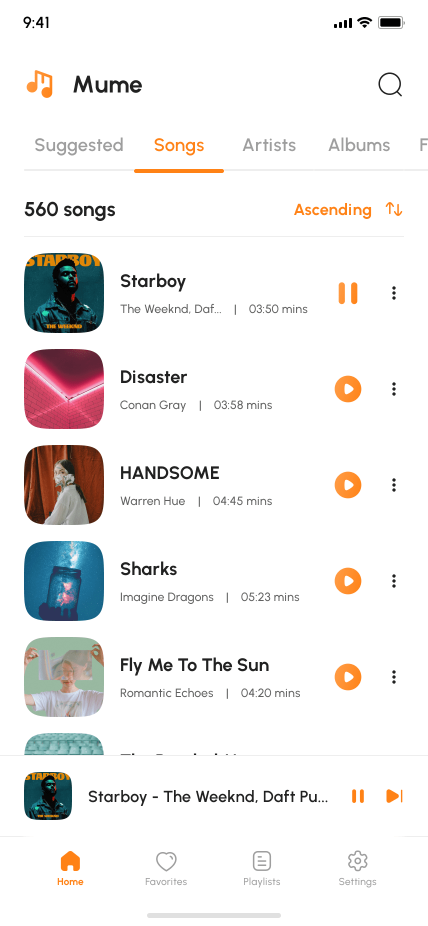 9:41
Mume
Suggested Songs Artists Albums F
560 songs Ascending
STARBOY
THE WEEKND
Starboy
The Weeknd, Daf... | 03:50 mins
Disaster
Conan Gray | 03:58 mins
HANDSOME
Warren Hue | 04:45 mins
Sharks
Imagine Dragons | 05:23 mins
Fly Me To The Sun
Romantic Echoes | 04:20 mins
STARBOY
Starboy - The Weeknd, Daft Pu...
Home Favorites Playlists Settings